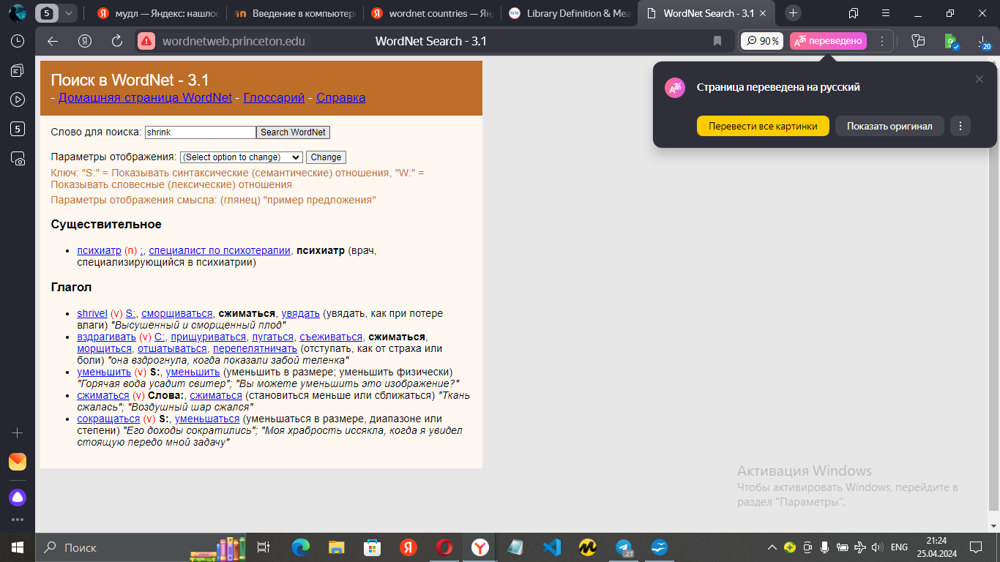 5
мудл — Яндекс: нашлос
Введение в компьютерн
wordnet countries — Ян
Library Definition & Mea
WordNet Search - 3.1
wordnetweb.princeton.edu
WordNet Search - 3.1
90 %
переведено
20
5
Страница переведена на русский
Перевести все картинки
Показать оригинал
Поиск в WordNet - 3.1
- Домашняя страница WordNet - Глоссарий - Справка
Слово для поиска: shrink Search WordNet
Параметры отображения: (Select option to change) Change
Ключ: "S:" = Показывать синтаксические (семантические) отношения, "W:" =
Показывать словесные (лексические) отношения
Параметры отображения смысла: (глянец) "пример предложения"
Существительное
• психиатр (n) :, специалист по психотерапии, психиатр (врач,
специализирующийся в психиатрии)
Глагол
• shrivel (v) S:, сморщиваться, сжиматься, увядать (увядать, как при потере
влаги) "Высушенный и сморщенный плод"
• вздрагивать (v) С:, прищуриваться, пугаться, съеживаться, сжиматься,
морщиться, отшатываться, перепелятничать (отступать, как от страха или
боли) "она вздрогнула, когда показали забой теленка"
• уменьшить (v) S:, уменьшить (уменьшить в размере; уменьшить физически)
"Горячая вода усадит свитер"; "Вы можете уменьшить это изображение?"
• сжиматься (v) Слова:, сжиматься (становиться меньше или сближаться) "Ткань
сжалась"; "Воздушный шар сжался"
• сокращаться (v) S:, уменьшаться (уменьшаться в размере, диапазоне или
степени) "Его доходы сократились"; "Моя храбрость иссякла, когда я увидел
стоящую передо мной задачу"
Активация Windows
Чтобы активировать Windows, перейдите в
раздел "Параметры".
Поиск
27
ENG
21:24
25.04.2024